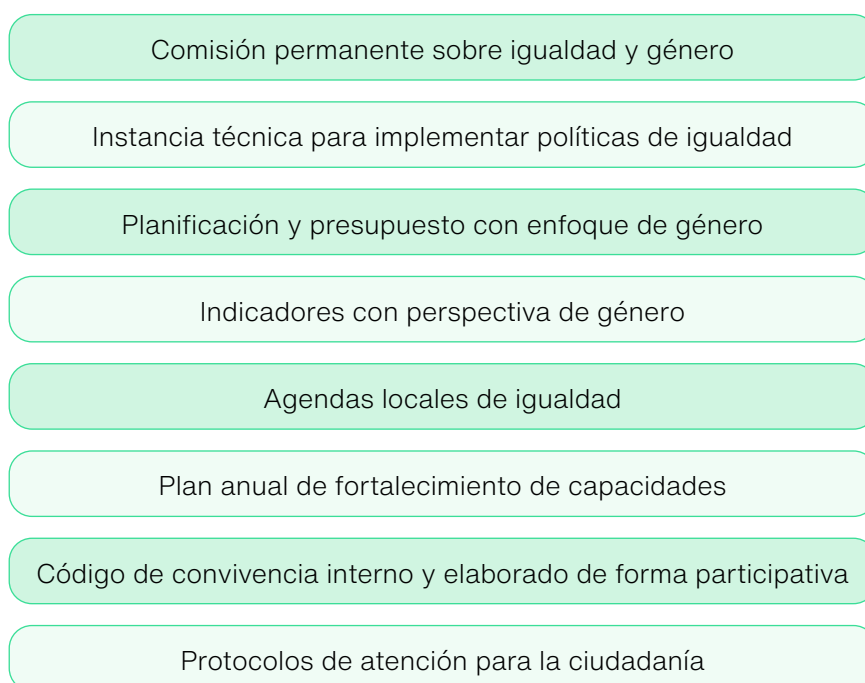 Comisión permanente sobre igualdad y género
Instancia técnica para implementar políticas de igualdad
Planificación y presupuesto con enfoque de género
Indicadores con perspectiva de género
Agendas locales de igualdad
Plan anual de fortalecimiento de capacidades
Código de convivencia interno y elaborado de forma participativa
Protocolos de atención para la ciudadanía